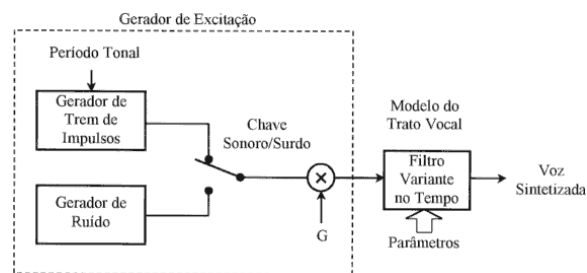 Gerador de Excitação
Período Tonal
Gerador de
Trem de
Impulsos
Chave
Sonoro/Surdo
Gerador de
Ruído
G
Modelo do
Trato Vocal
Filtro
Variante
no Tempo
Parâmetros
Voz
Sintetizada